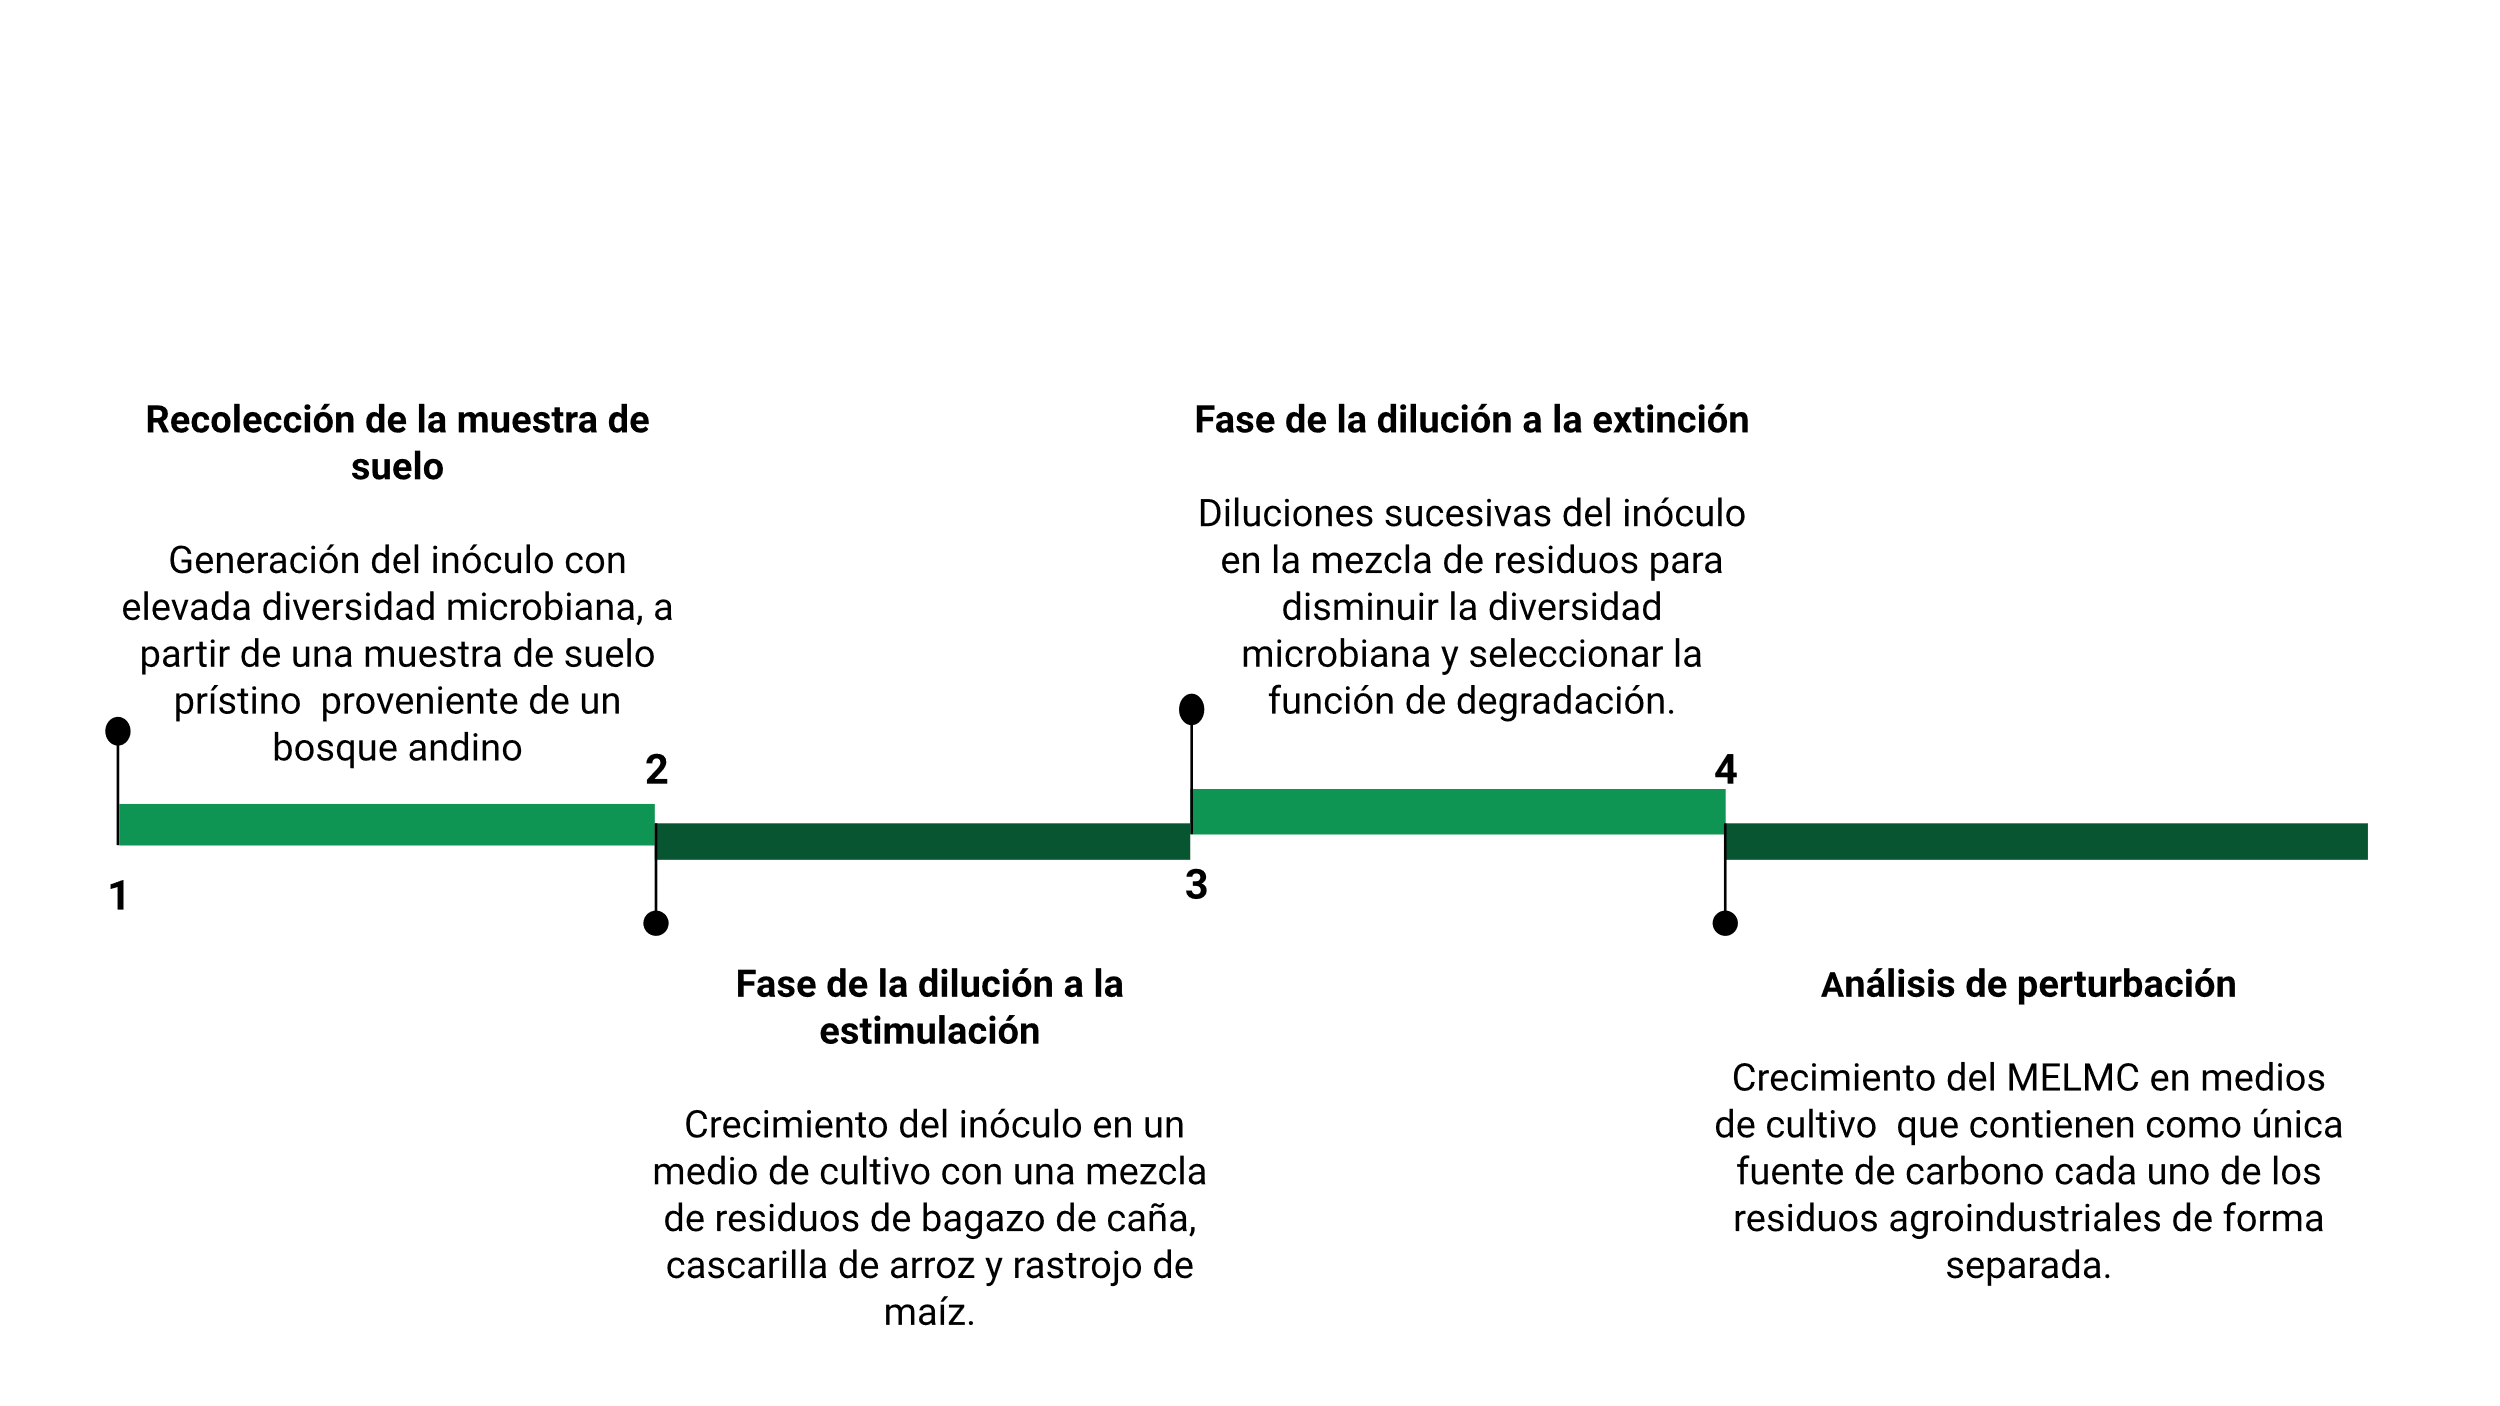 Recolección de la muestra de
suelo
Generación del inóculo con
elevada diversidad microbiana, a
partir de una muestra de suelo
prístino  proveniente de un
bosque andino
1
2
Fase de la dilución a la
estimulación
Crecimiento del inóculo en un
medio de cultivo con una mezcla
de residuos de bagazo de caña,
cascarilla de arroz y rastrojo de
maíz.
Fase de la dilución a la extinción
Diluciones sucesivas del inóculo
en la mezcla de residuos para
disminuir la diversidad
microbiana y seleccionar la
función de degradación.
3
4
Análisis de perturbación
Crecimiento del MELMC en medios
de cultivo  que contienen como única
fuente de carbono cada uno de los
residuos agroindustriales de forma
separada.